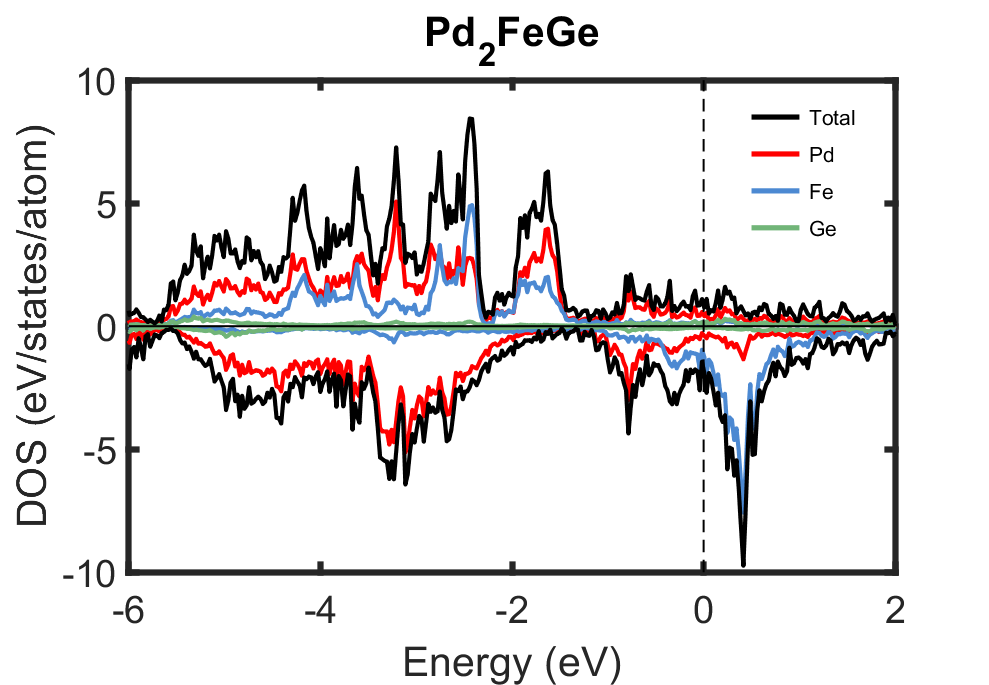 Pd2FeGe
10
5
0
-5
-10
DOS (eV/states/atom)
Total
Pd
Fe
Ge
-6 -4 -2 0 2
Energy (eV)